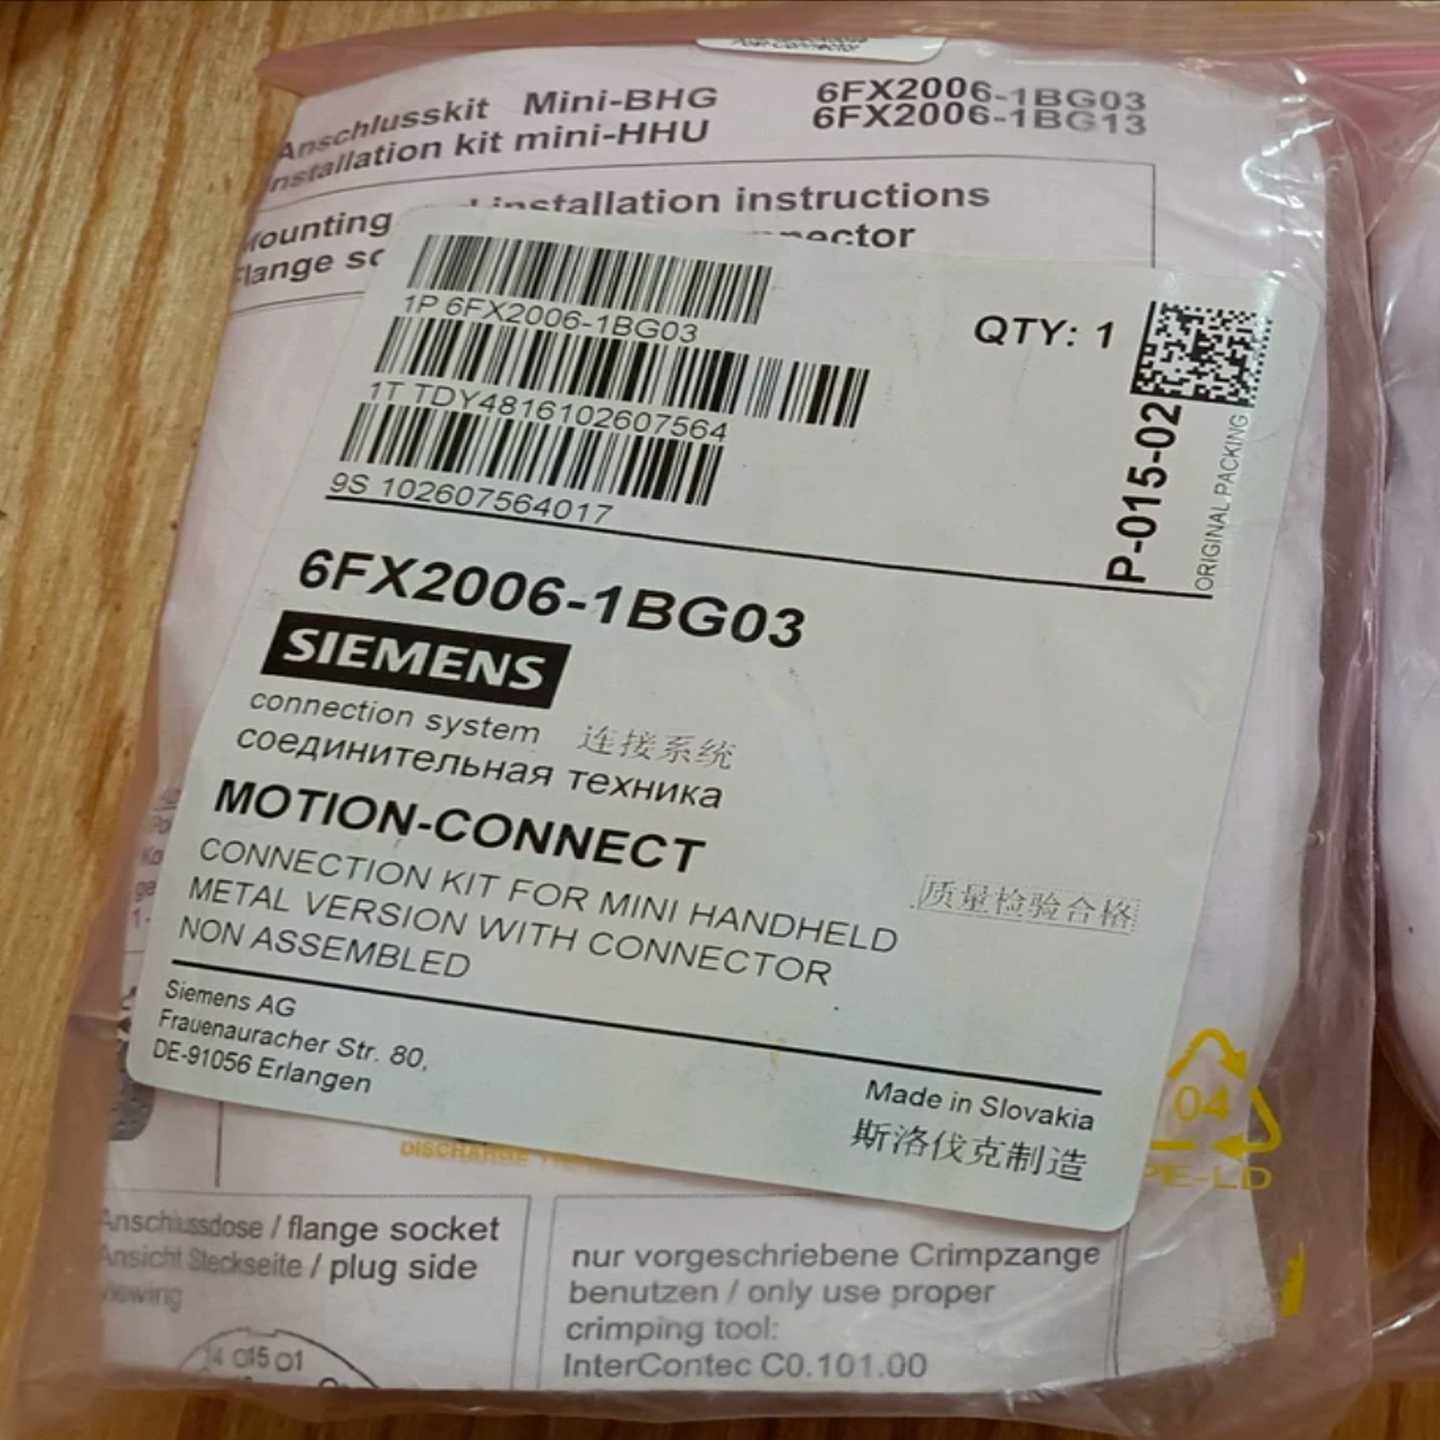 Anschlusskit Mini-BHG 6FX2006-1BG03
Installation kit mini-HHU 6FX2006-1BG13
Mounting installation instructions
Flange
1P 6FX2006-1BG03
QTY: 1
1T TDY4816102607564
9S 102607564017
P-015-02
ORIGINAL PACKING
6FX2006-1BG03
SIEMENS
connection system 连接系统
соединительная техника
MOTION-CONNECT
CONNECTION KIT FOR MINI HANDHELD
METAL VERSION WITH CONNECTOR
NON ASSEMBLED
质量检验合格
Siemens AG
Frauenauracher Str. 80,
DE-91056 Erlangen
Made in Slovakia
斯洛伐克制造
04
PE-LD
Anschlussdose / flange socket
Ansicht Steckseite / plug side
viewing
nur vorgeschriebene Crimpzange
benutzen / only use proper
crimping tool:
InterContec C0.101.00
14 15 1